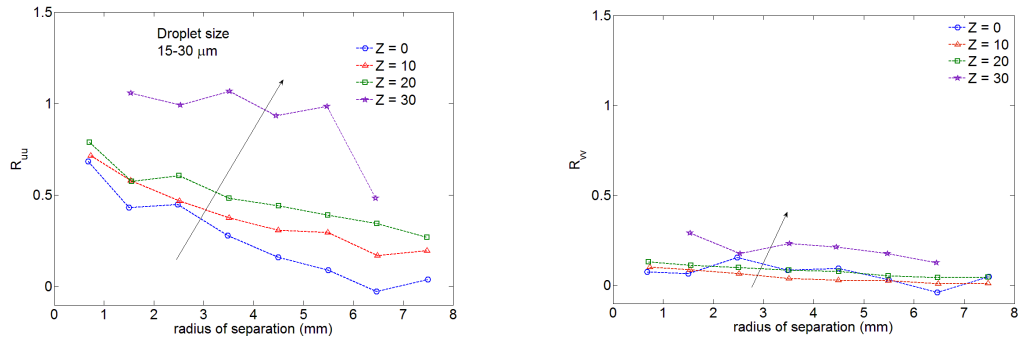 Droplet size
15-30 μm
Z = 0
Z = 10
Z = 20
Z = 30
1.5
1
0.5
0
R_uu
0 1 2 3 4 5 6 7 8
radius of separation (mm)
Z = 0
Z = 10
Z = 20
Z = 30
1.5
1
0.5
0
R_vv
0 1 2 3 4 5 6 7 8
radius of separation (mm)